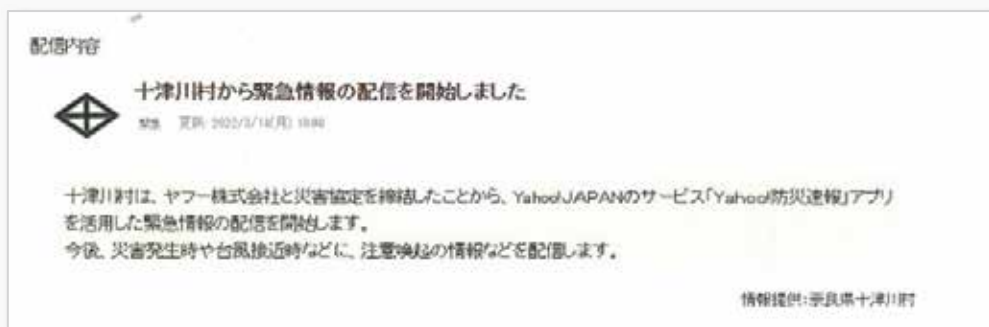 配信内容
十津川村から緊急情報の配信を開始しました
緊急 更新:
十津川村は、ヤフー株式会社と災害協定を締結したことから、Yahoo!JAPANのサービス「Yahoo!防災速報」アプリ
を活用した緊急情報の配信を開始します。
今後、災害発生時や台風接近時などに、注意喚起の情報などを配信します。
情報提供:奈良県十津川村